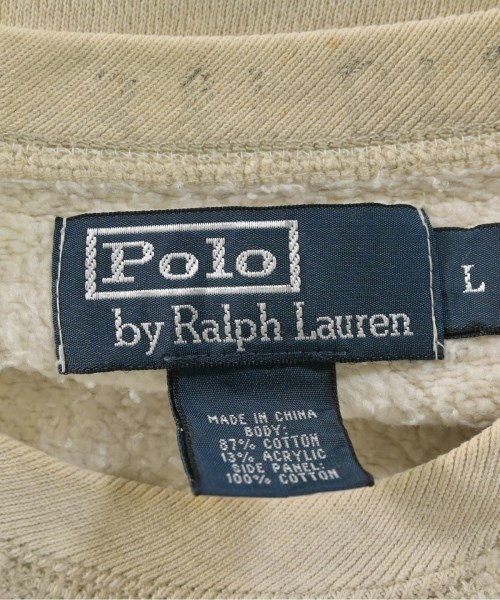 Polo
by Ralph Lauren
L
MADE IN CHINA
BODY:
87% COTTON
13% ACRYLIC
SIDE PANEL:
100% COTTON